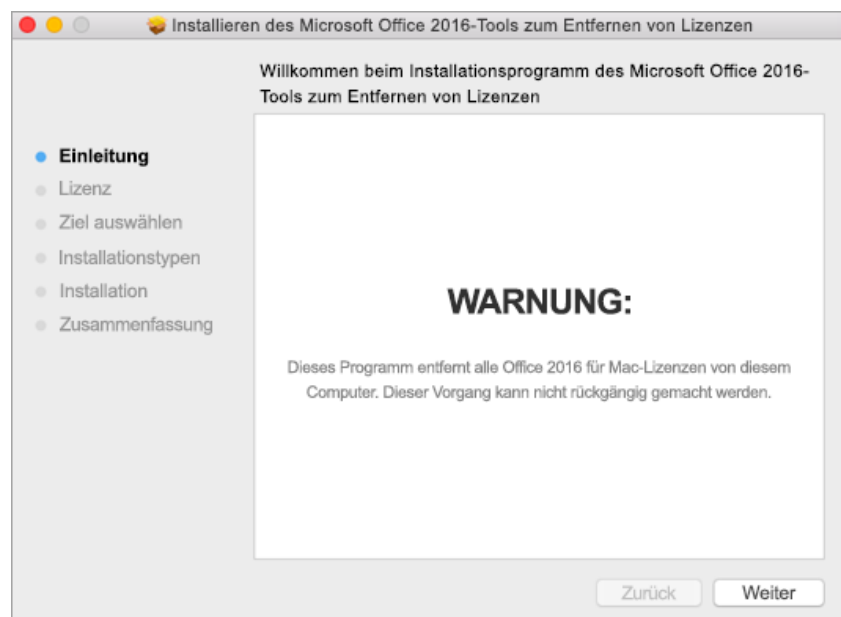 Installieren des Microsoft Office 2016-Tools zum Entfernen von Lizenzen
Willkommen beim Installationsprogramm des Microsoft Office 2016-
Tools zum Entfernen von Lizenzen
Einleitung
Lizenz
Ziel auswählen
Installationstypen
Installation
Zusammenfassung
WARNUNG:
Dieses Programm entfernt alle Office 2016 für Mac-Lizenzen von diesem
Computer. Dieser Vorgang kann nicht rückgängig gemacht werden.
Zurück
Weiter